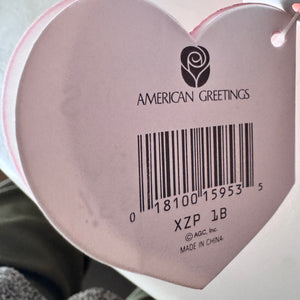 AMERICAN GREETINGS
0 18100 15953 5
XZP 1B
© AGC, Inc.
MADE IN CHINA